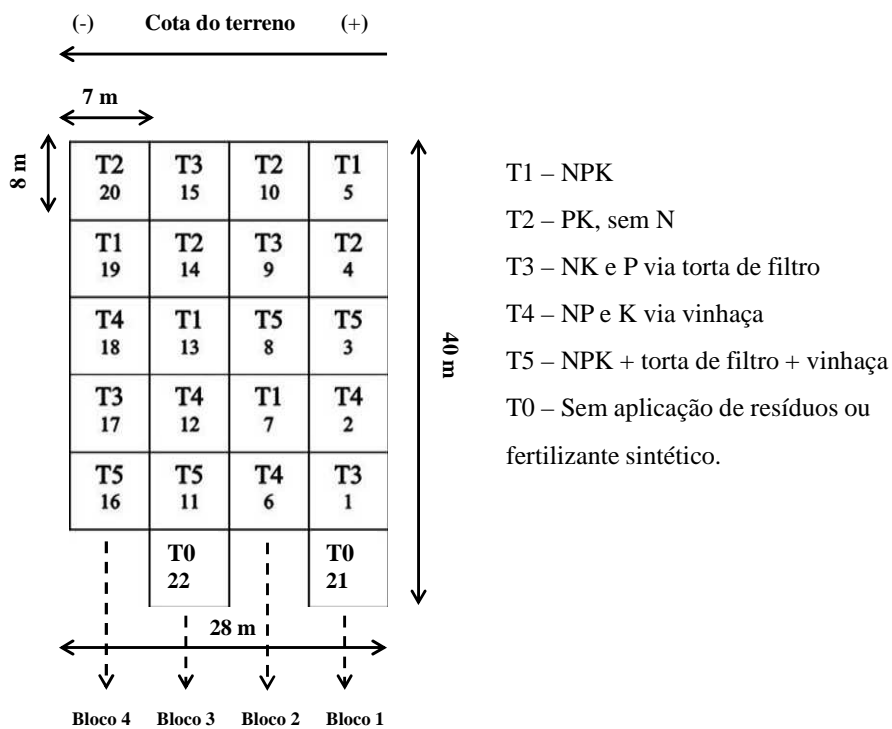 (-) Cota do terreno (+)
7 m
8 m
T2 T3 T2 T1
20 15 10 5
T1 T2 T3 T2
19 14 9 4
T4 T1 T5 T5
18 13 8 3
T3 T4 T1 T4
17 12 7 2
T5 T5 T4 T3
16 11 6 1
T0 T0
22 21
40 m
28 m
Bloco 4 Bloco 3 Bloco 2 Bloco 1
T1 – NPK
T2 – PK, sem N
T3 – NK e P via torta de filtro
T4 – NP e K via vinhaça
T5 – NPK + torta de filtro + vinhaça
T0 – Sem aplicação de resíduos ou
fertilizante sintético.